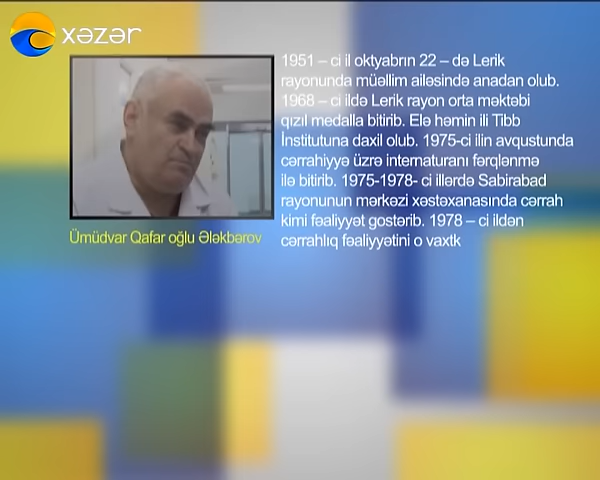 xəzər
1951 – ci il oktyabrın 22 – də Lerik
rayonunda müəllim ailəsində anadan olub.
1968 – ci ildə Lerik rayon orta məktəbi
qızıl medalla bitirib. Elə həmin ili Tibb
İnstitutuna daxil olub. 1975-ci ilin avqustunda
cərrahiyyə üzrə internaturanı fərqlənmə
ilə bitirib. 1975-1978- ci illərdə Sabirabad
rayonunun mərkəzi xəstəxanasında cərrah
kimi fəaliyyət gostərib. 1978 – ci ildən
cərrahlıq fəaliyyətini o vaxtk
Ümüdvar Qafar oğlu Ələkbərov